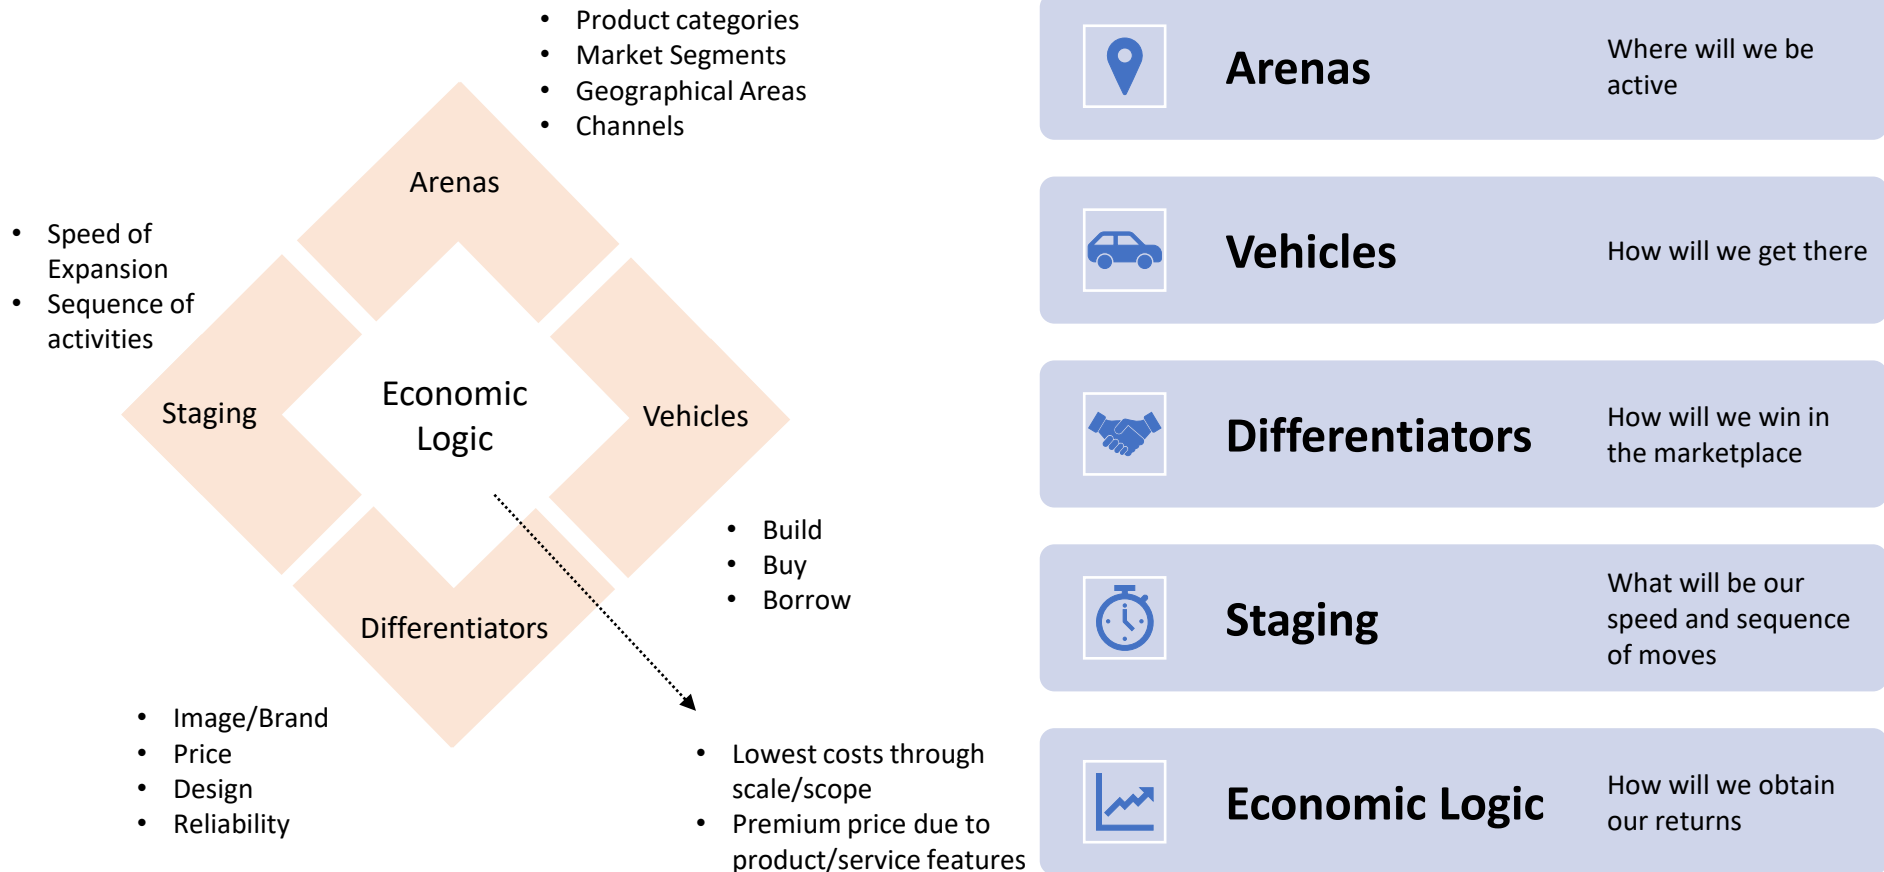 • Product categories
• Market Segments
• Geographical Areas
• Channels
Arenas
• Speed of
Expansion
• Sequence of
activities
Staging
Economic
Logic
Vehicles
• Build
• Buy
• Borrow
Differentiators
• Image/Brand
• Price
• Design
• Reliability
• Lowest costs through
scale/scope
• Premium price due to
product/service features
Arenas
Where will we be
active
Vehicles
How will we get there
Differentiators
How will we win in
the marketplace
Staging
What will be our
speed and sequence
of moves
Economic Logic
How will we obtain
our returns